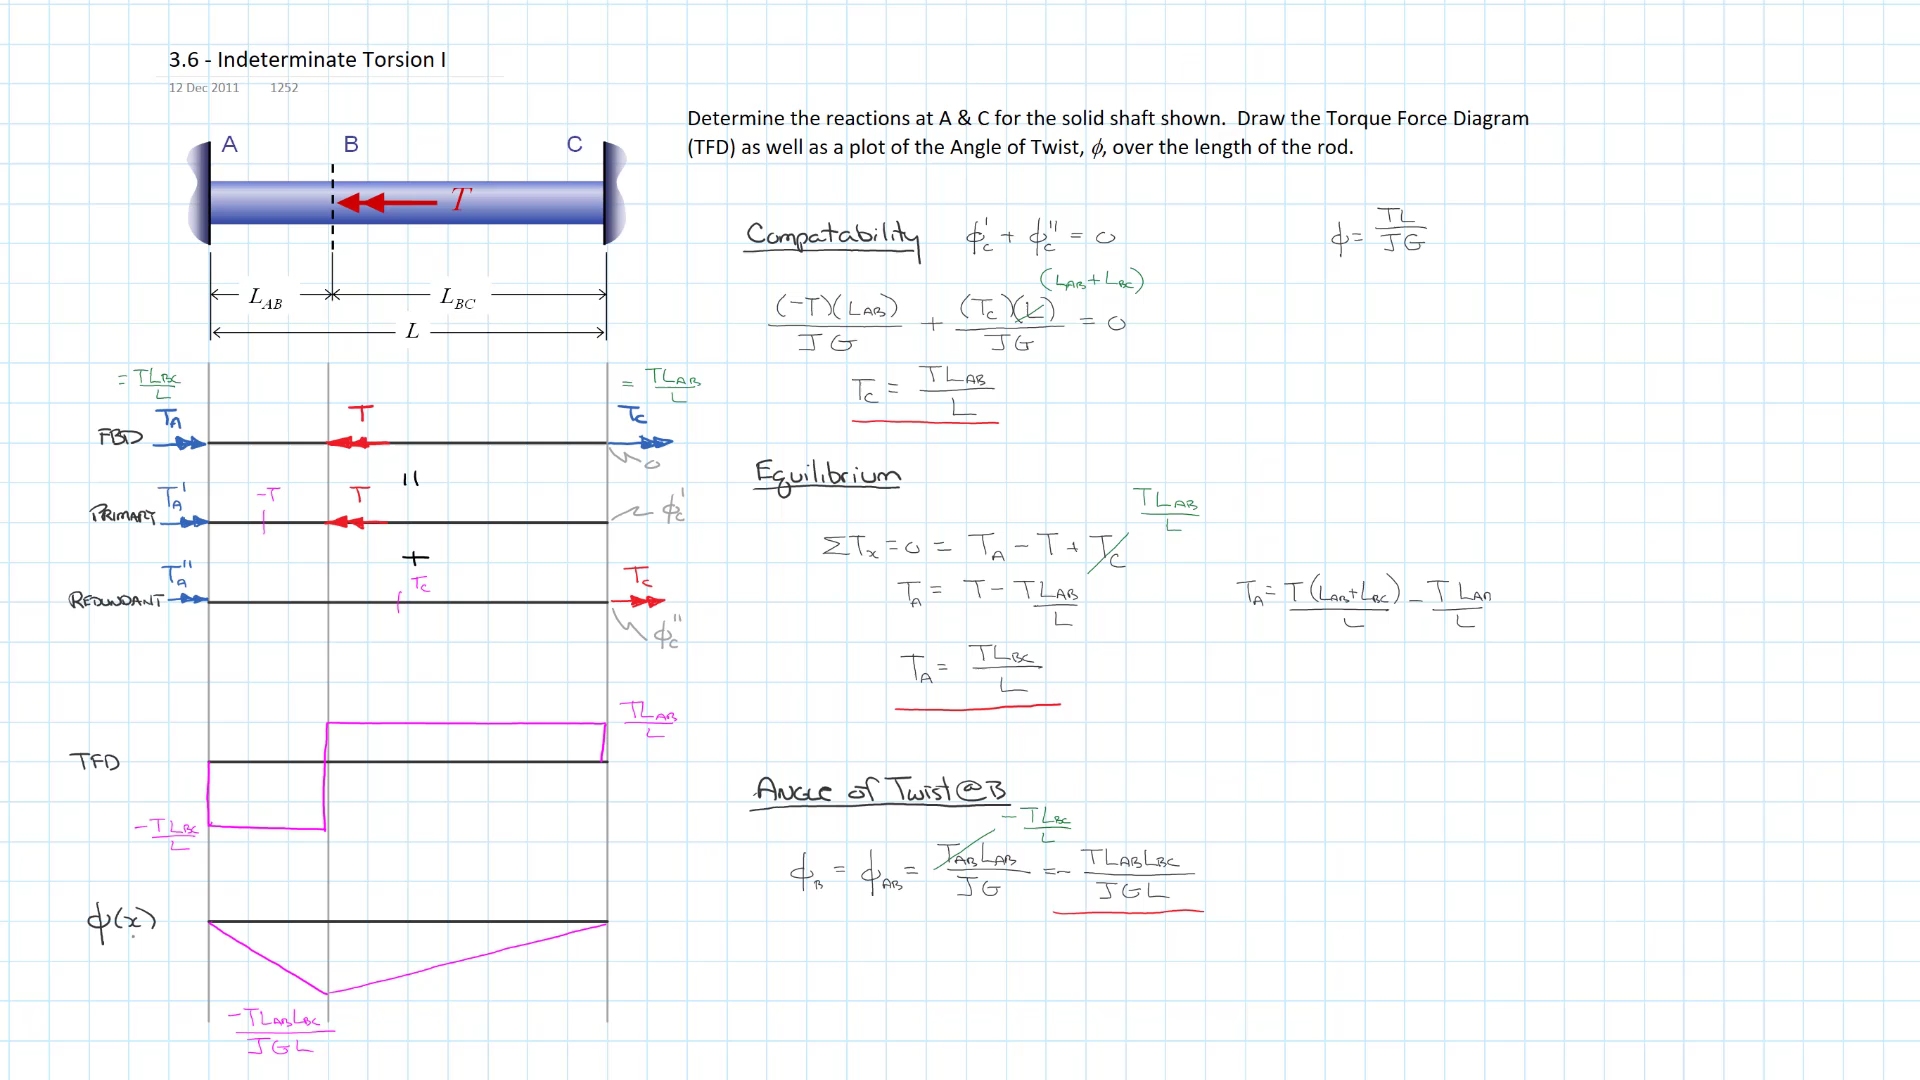 3.6 - Indeterminate Torsion I
12 Dec 2011 1252
Determine the reactions at A & C for the solid shaft shown. Draw the Torque Force Diagram
(TFD) as well as a plot of the Angle of Twist, ϕ, over the length of the rod.
A B C
T
L_AB L_BC
L
= TL_BC/L = TL_AB/L
T_A T T_C
FBD
0
=
T_A' -T T ϕ_C'
PRIMARY
+
T_A'' T_C T_C
REDUNDANT
ϕ_C''
TL_AB/L
TFD
-TL_BC/L
ϕ(x)
-TL_AB L_BC/JGL
Compatability ϕ_C' + ϕ_C'' = 0 ϕ = TL/JG
(L_AB + L_BC)
(-T)(L_AB)/JG + (T_C)(L)/JG = 0
T_C = TL_AB/L
Equilibrium
TL_AB/L
ΣT_x = 0 = T_A - T + T_C
T_A = T - TL_AB/L T_A = T(L_AB + L_BC)/L - TL_AB/L
T_A = TL_BC/L
ANGLE OF TWIST @ B
-TL_BC/L
ϕ_B = ϕ_AB = T_AB L_AB/JG = - TL_AB L_BC/JGL